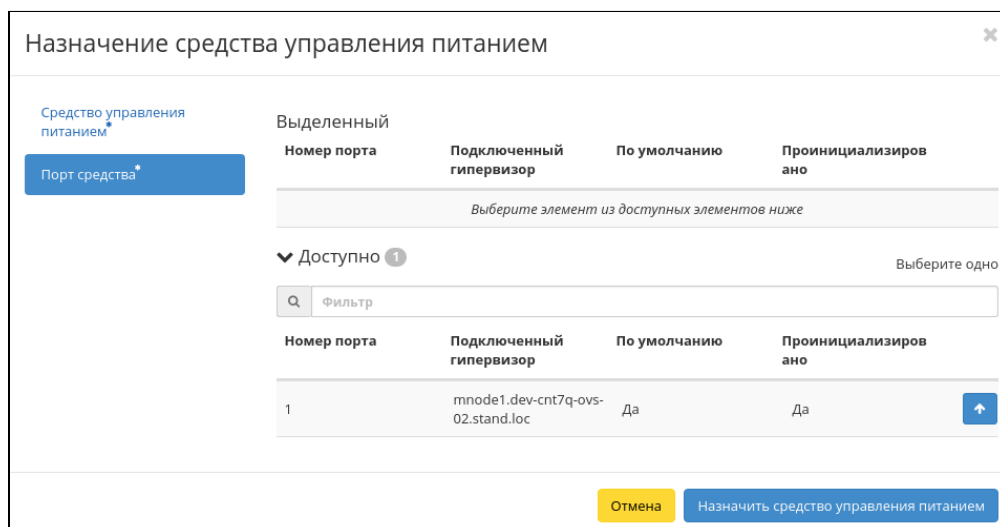 Назначение средства управления питанием
×
Средство управления
питанием*
Порт средства*
Выделенный
Номер порта Подключенный По умолчанию Проинициализиров
гипервизор ано
Выберите элемент из доступных элементов ниже
Доступно 1
Выберите одно
Фильтр
Номер порта Подключенный По умолчанию Проинициализиров
гипервизор ано
1 mnode1.dev-cnt7q-ovs- Да Да
02.stand.loc
Отмена Назначить средство управления питанием